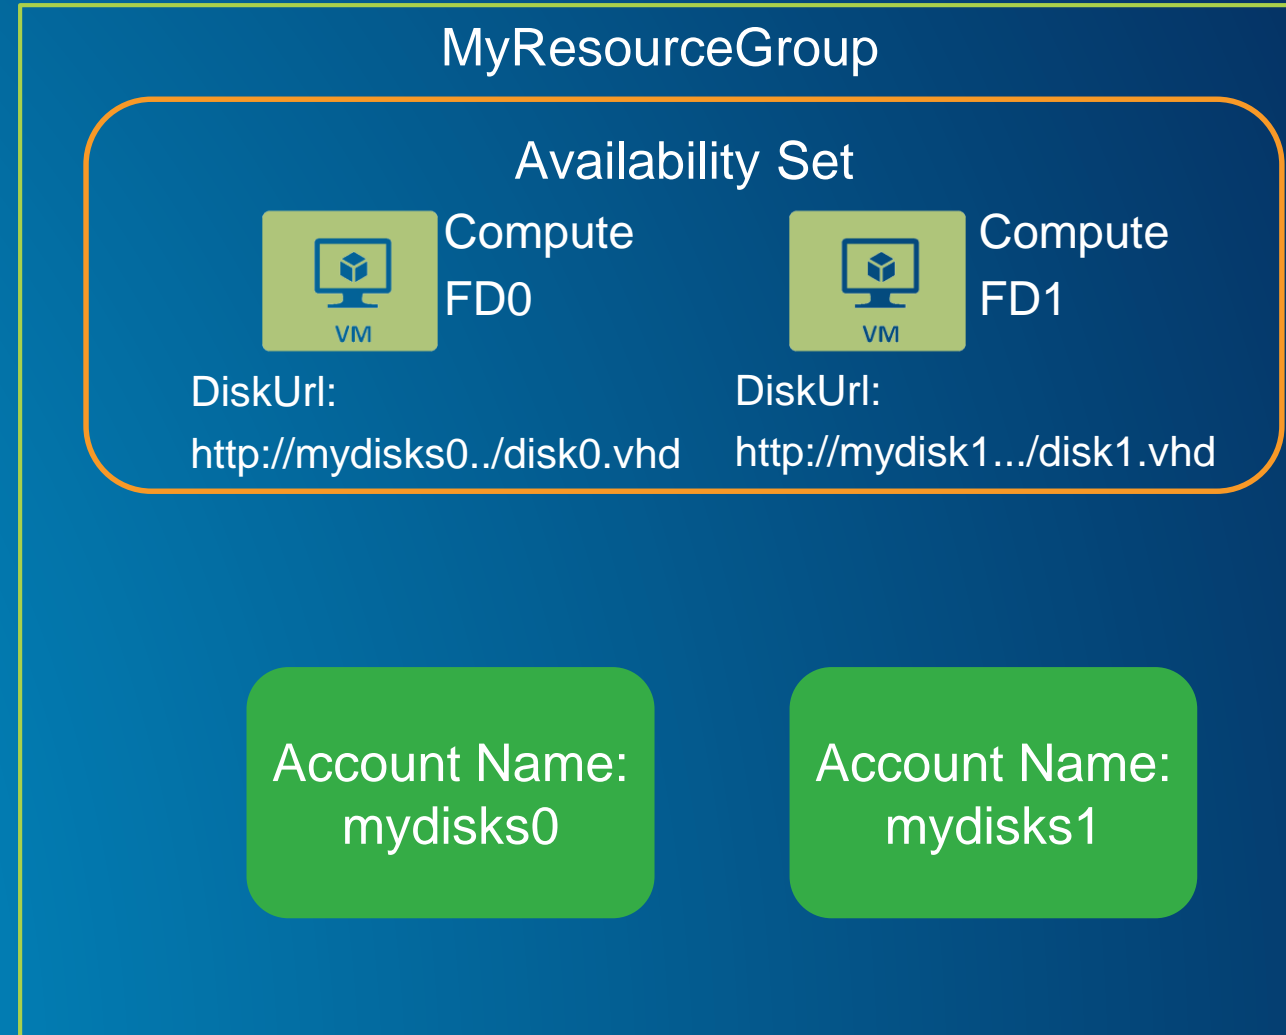 MyResourceGroup
Availability Set
Compute
FD0
VM
DiskUrl:
http://mydisks0../disk0.vhd
Compute
FD1
VM
DiskUrl:
http://mydisk1.../disk1.vhd
Account Name:
mydisks0
Account Name:
mydisks1